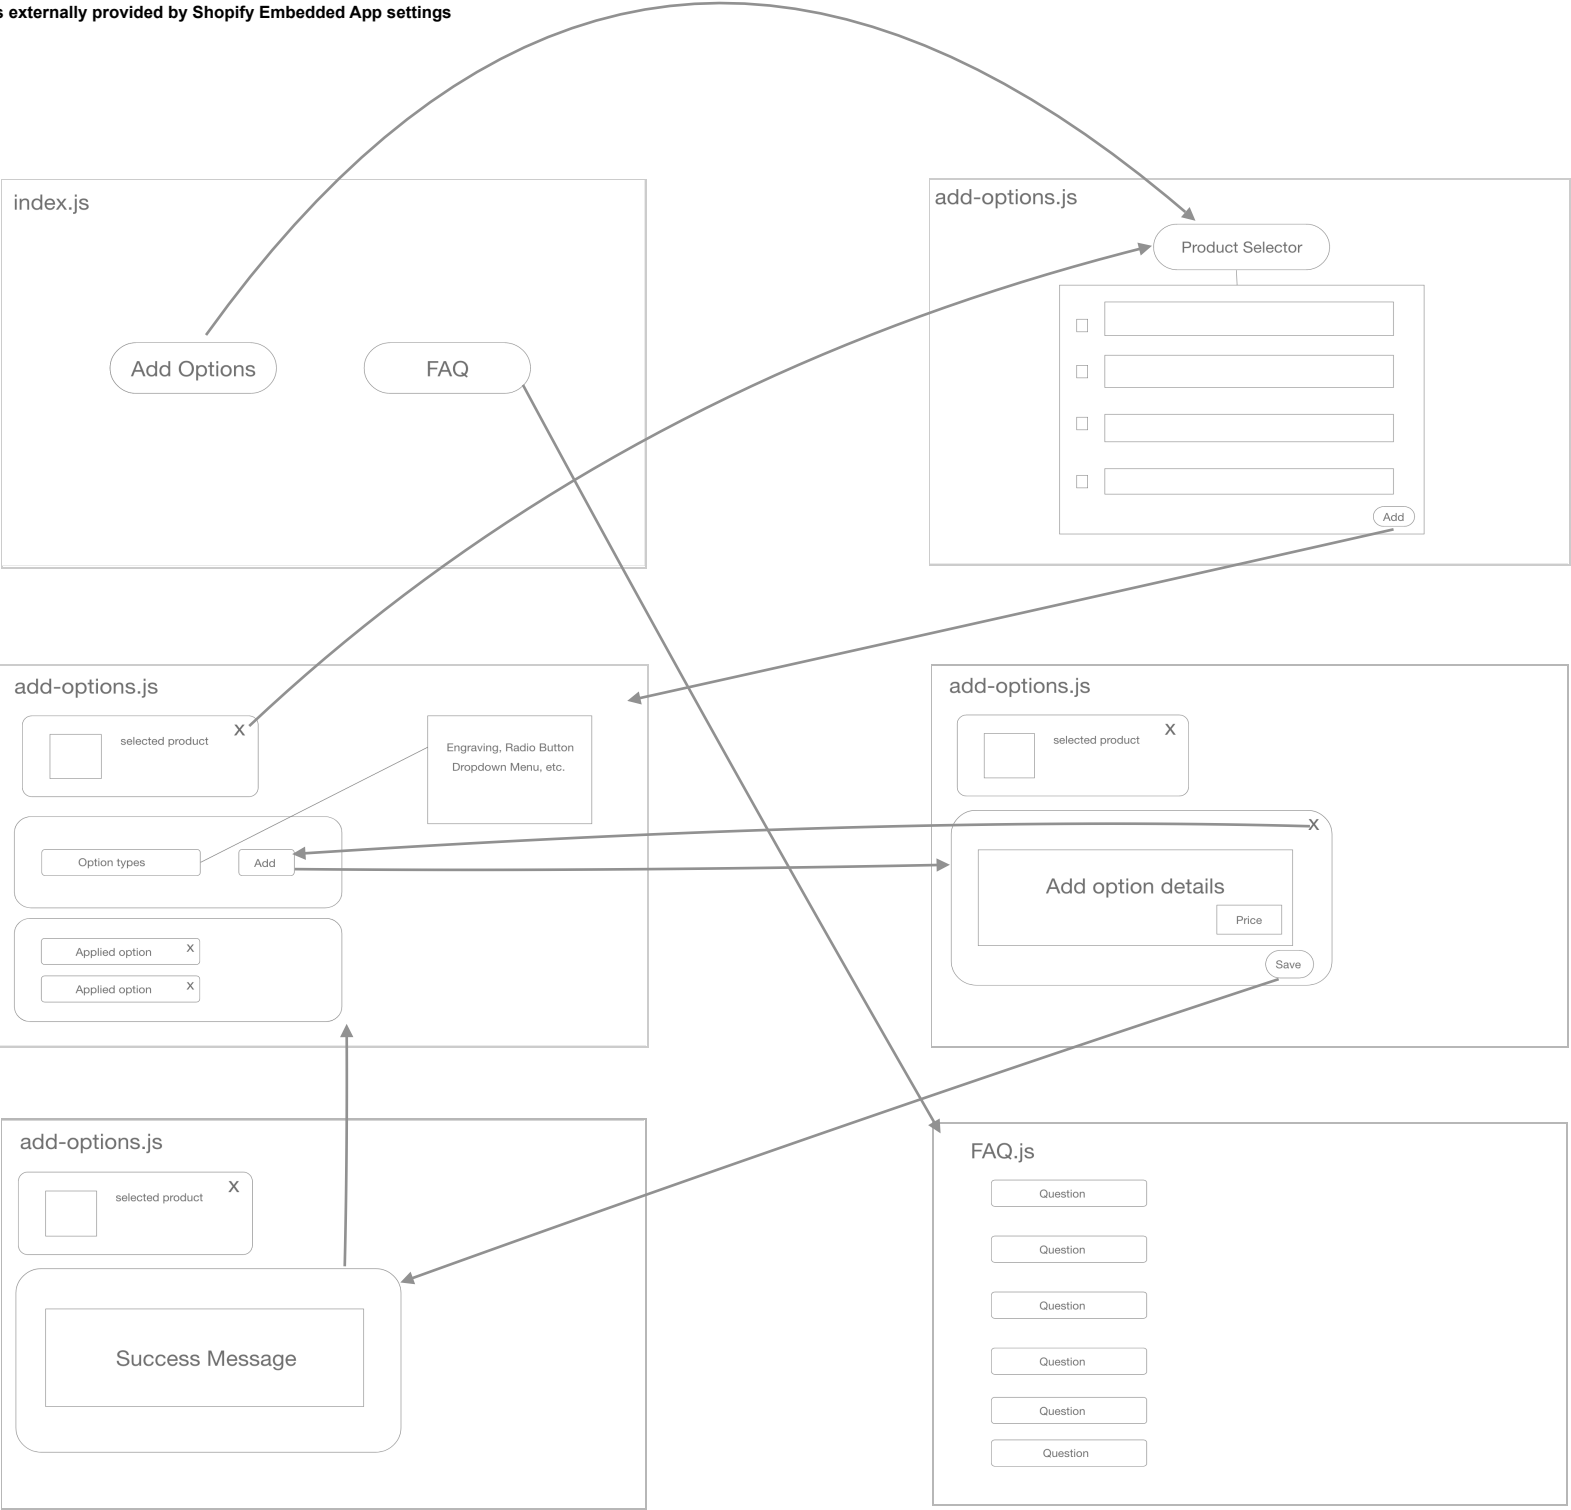 s externally provided by Shopify Embedded App settings
index.js
Add Options
FAQ
add-options.js
Product Selector
Add
add-options.js
selected product
X
Engraving, Radio Button
Dropdown Menu, etc.
Option types
Add
Applied option
X
Applied option
X
add-options.js
selected product
X
X
Add option details
Price
Save
add-options.js
selected product
X
Success Message
FAQ.js
Question
Question
Question
Question
Question
Question